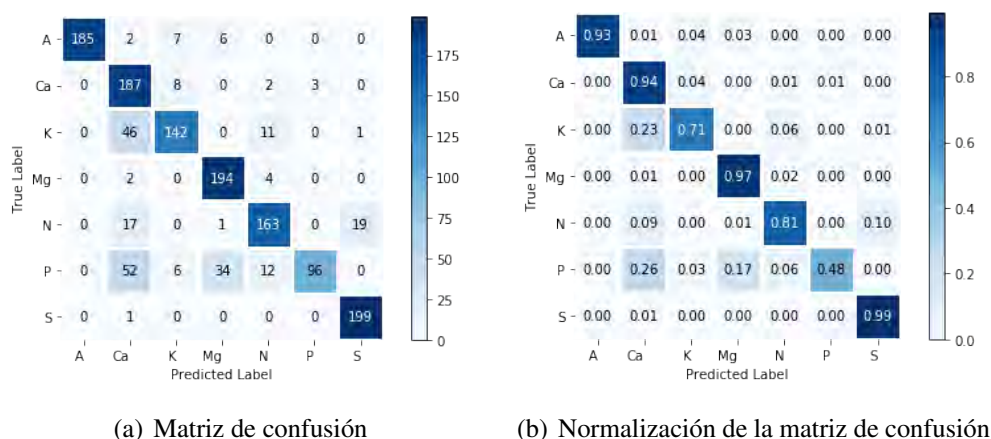 A - 185 2 7 6 0 0 0
Ca - 0 187 8 0 2 3 0
K - 0 46 142 0 11 0 1
Mg - 0 2 0 194 4 0 0
N - 0 17 0 1 163 0 19
P - 0 52 6 34 12 96 0
S - 0 1 0 0 0 0 199
A Ca K Mg N P S
Predicted Label
True Label
175
150
125
100
75
50
25
0
(a) Matriz de confusión
A - 0.93 0.01 0.04 0.03 0.00 0.00 0.00
Ca - 0.00 0.94 0.04 0.00 0.01 0.01 0.00
K - 0.00 0.23 0.71 0.00 0.06 0.00 0.01
Mg - 0.00 0.01 0.00 0.97 0.02 0.00 0.00
N - 0.00 0.09 0.00 0.01 0.81 0.00 0.10
P - 0.00 0.26 0.03 0.17 0.06 0.48 0.00
S - 0.00 0.01 0.00 0.00 0.00 0.00 0.99
A Ca K Mg N P S
Predicted Label
True Label
0.8
0.6
0.4
0.2
0.0
(b) Normalización de la matriz de confusión